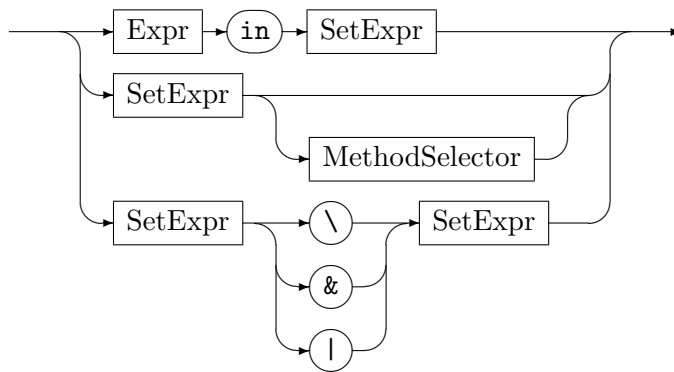 Expr in SetExpr
SetExpr
MethodSelector
SetExpr \ SetExpr
&
|